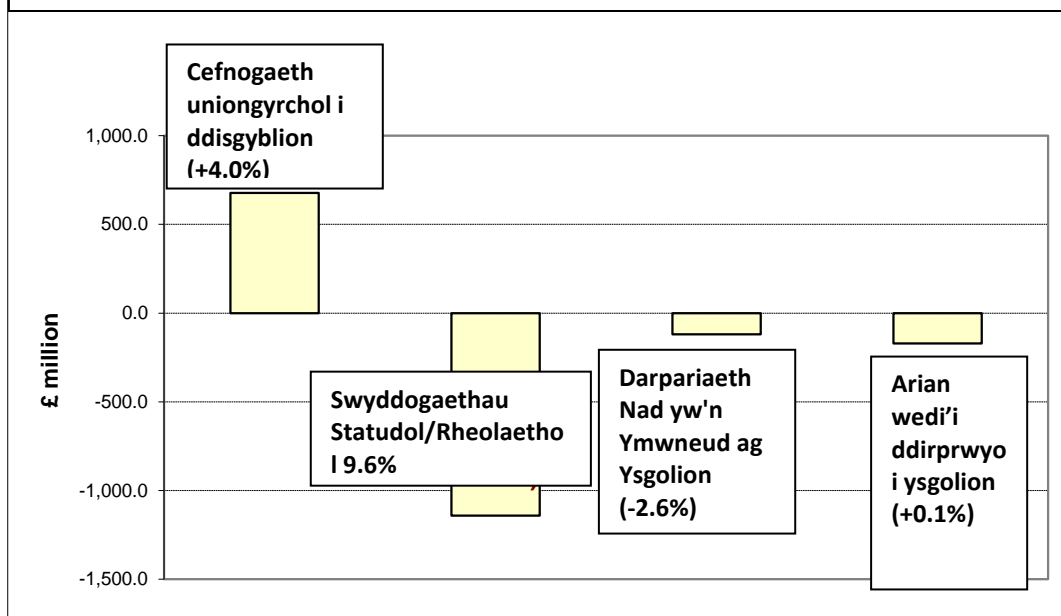 Cefnogaeth
uniongyrchol i
ddisgyblion
(+4.0%)
1,000.0
500.0
0.0
-500.0
-1,000.0
-1,500.0
£ million
Swyddogaethau
Statudol/Rheolaetho
l 9.6%
Darpariaeth
Nad yw'n
Ymwneud ag
Ysgolion
(-2.6%)
Arian
wedi’i
ddirprwyo
i ysgolion
(+0.1%)